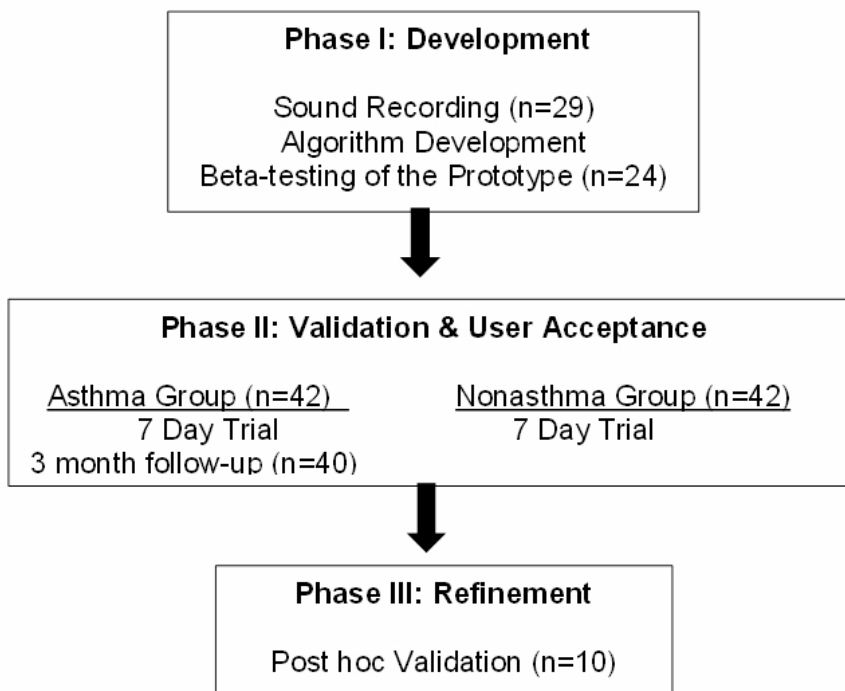 Phase I: Development
Sound Recording (n=29)
Algorithm Development
Beta-testing of the Prototype (n=24)
Phase II: Validation & User Acceptance
Asthma Group (n=42)
7 Day Trial
3 month follow-up (n=40)
Nonasthma Group (n=42)
7 Day Trial
Phase III: Refinement
Post hoc Validation (n=10)